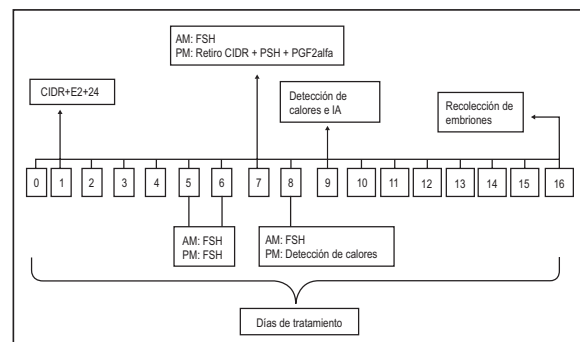 AM: FSH
PM: Retiro CIDR + PSH + PGF2alfa
CIDR+E2+24
Detección de
calores e IA
Recolección de
embriones
0 1 2 3 4 5 6 7 8 9 10 11 12 13 14 15 16
AM: FSH
PM: FSH
AM: FSH
PM: Detección de calores
Días de tratamiento